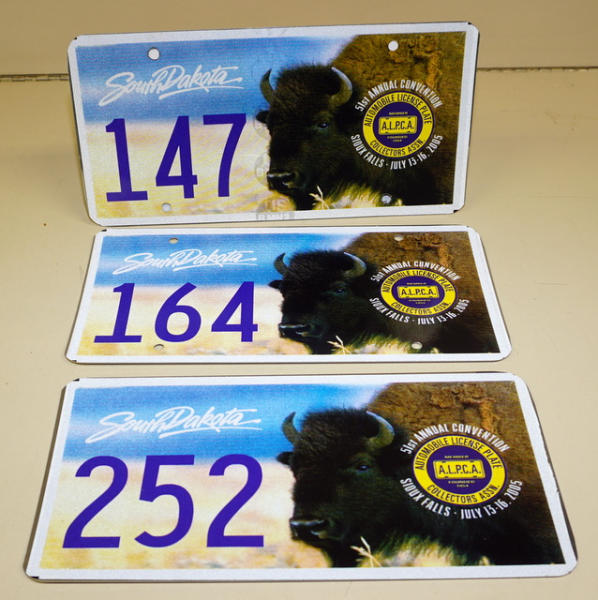 South Dakota
147
51st ANNUAL CONVENTION
AUTOMOBILE LICENSE PLATE
A.L.P.C.A.
COLLECTORS ASSN
SIOUX FALLS - JULY 13-16, 2005
South Dakota
164
51st ANNUAL CONVENTION
AUTOMOBILE LICENSE PLATE
A.L.P.C.A.
COLLECTORS ASSN
SIOUX FALLS - JULY 13-16, 2005
South Dakota
252
51st ANNUAL CONVENTION
AUTOMOBILE LICENSE PLATE
A.L.P.C.A.
COLLECTORS ASSN
SIOUX FALLS - JULY 13-16, 2005